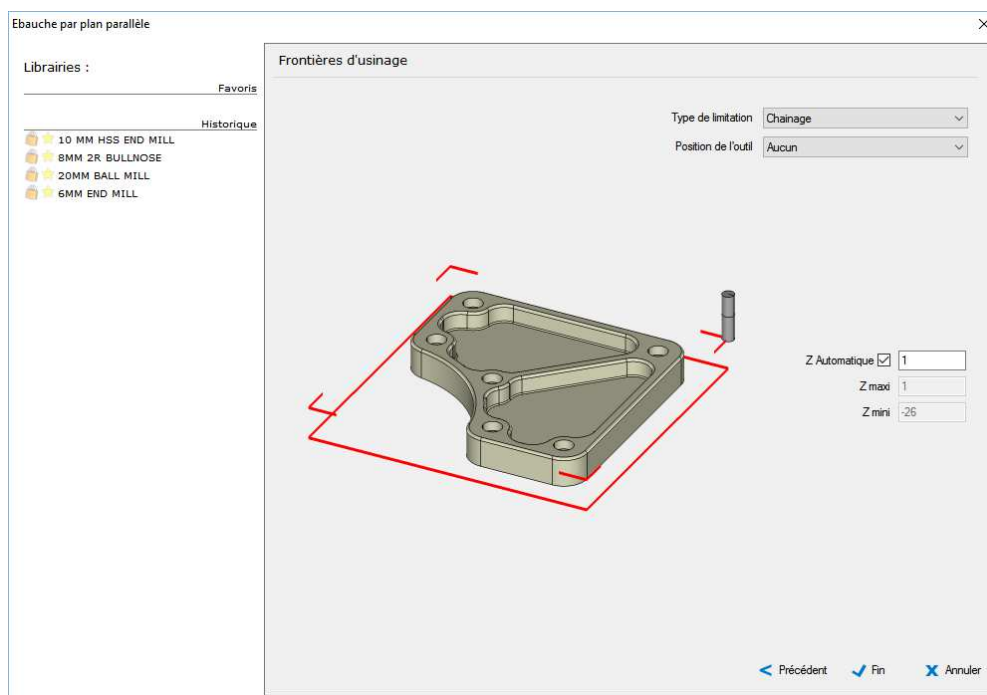 Ebauche par plan parallèle
Librairies :
Favoris
Historique
10 MM HSS END MILL
8MM 2R BULLNOSE
20MM BALL MILL
6MM END MILL
Frontières d'usinage
Type de limitation Chainage
Position de l'outil Aucun
Z Automatique 1
Z maxi 1
Z mini -26
Précédent Fin Annuler